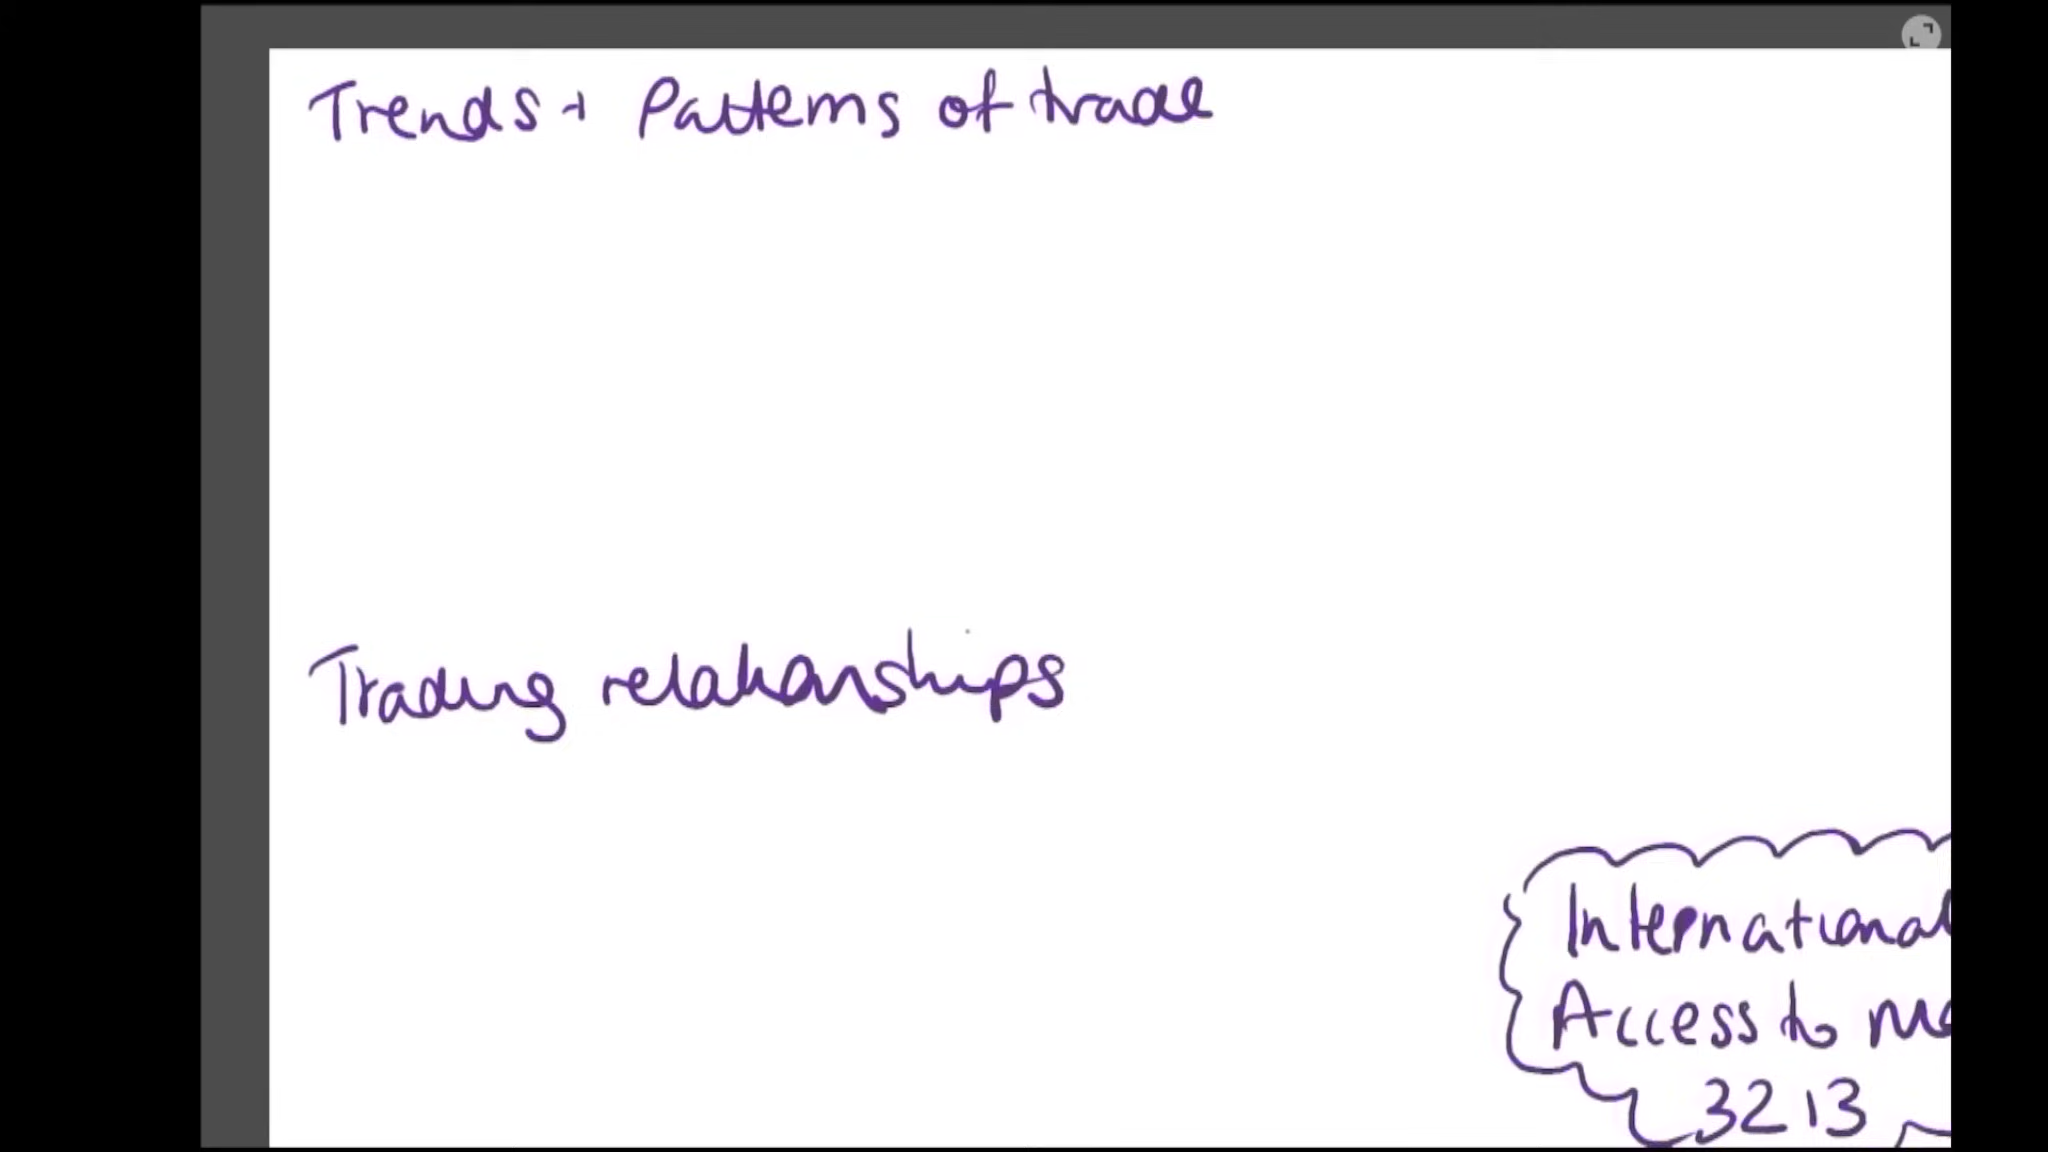 Trends + Patterns of trade
Trading relationships
International
Access to
3213